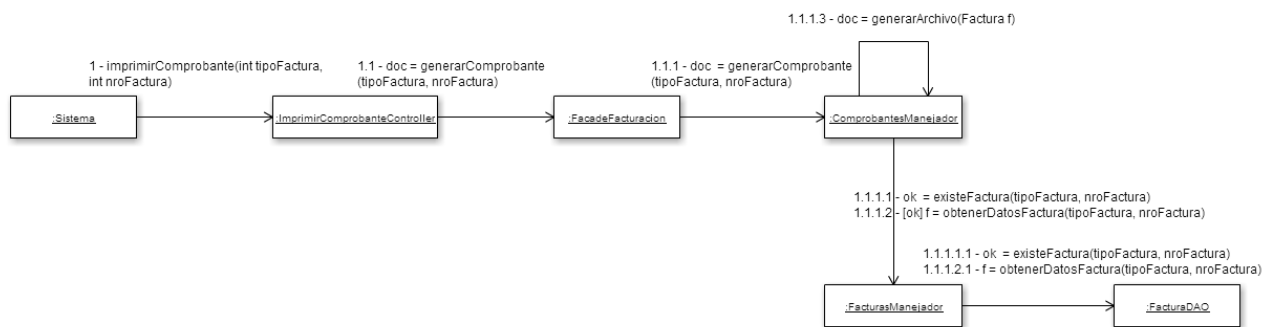 1.1.1.3 - doc = generarArchivo(Factura f)
1 - imprimirComprobante(int tipoFactura,
int nroFactura)
1.1 - doc = generarComprobante
(tipoFactura, nroFactura)
1.1.1 - doc  = generarComprobante
(tipoFactura, nroFactura)
:Sistema
:ImprimirComprobanteController
:FacadeFacturacion
:ComprobantesManejador
1.1.1.1 - ok  = existeFactura(tipoFactura, nroFactura)
1.1.1.2 - [ok] f = obtenerDatosFactura(tipoFactura, nroFactura)
1.1.1.1.1 - ok  = existeFactura(tipoFactura, nroFactura)
1.1.1.2.1 - f = obtenerDatosFactura(tipoFactura, nroFactura)
:FacturasManejador
:FacturaDAO